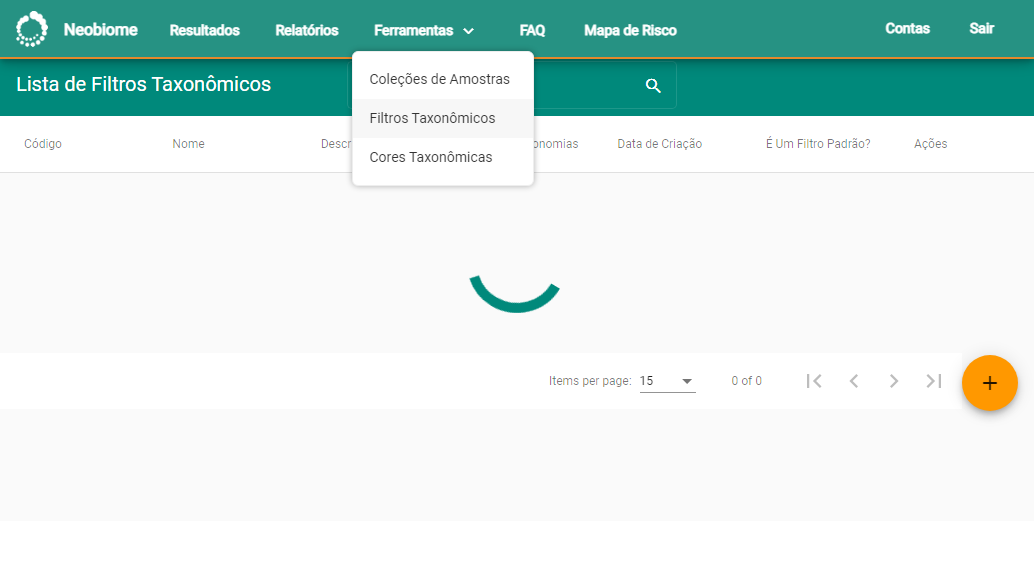 Neobiome Resultados Relatórios Ferramentas FAQ Mapa de Risco Contas Sair
Lista de Filtros Taxonômicos
Coleções de Amostras
Filtros Taxonômicos
Cores Taxonômicas
Código Nome Descr onomias Data de Criação É Um Filtro Padrão? Ações
Items per page: 15 0 of 0